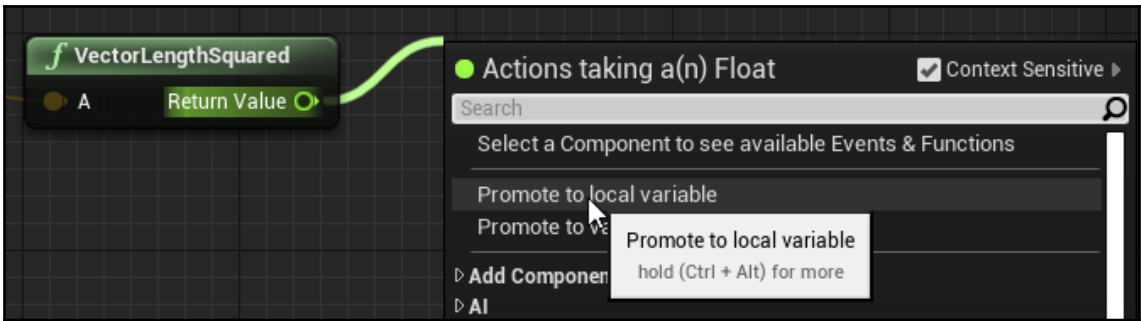 f VectorLengthSquared
A Return Value
Actions taking a(n) Float
Context Sensitive
Search
Select a Component to see available Events & Functions
Promote to local variable
Promote to
Promote to local variable
hold (Ctrl + Alt) for more
Add Componen
AI